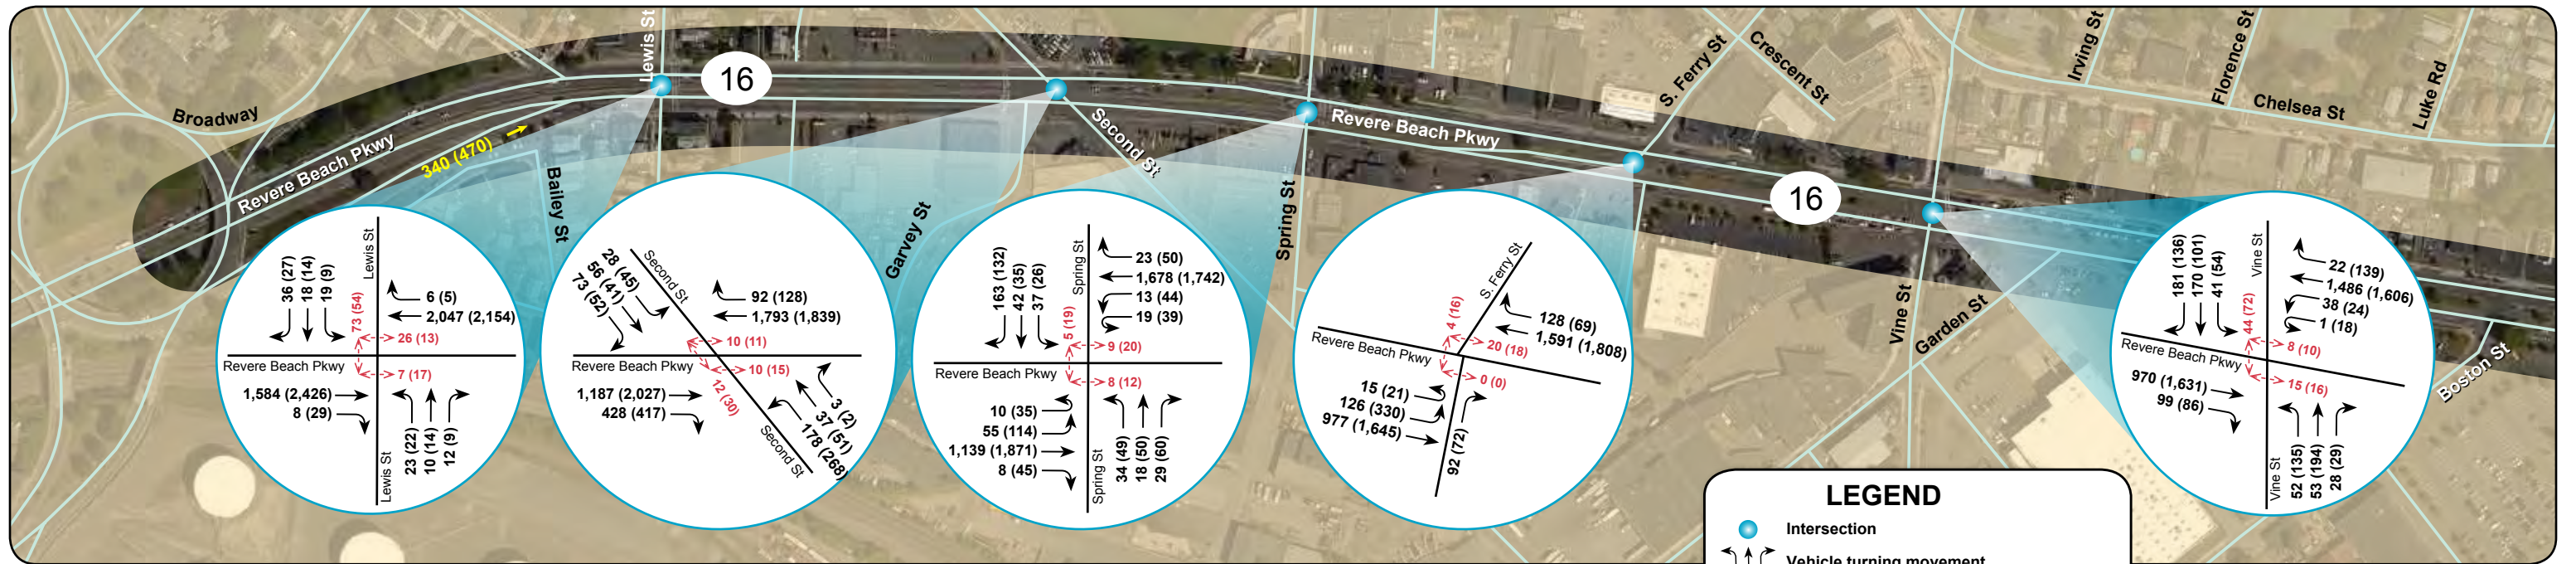 Lewis St
16
Broadway
Revere Beach Pkwy
340 (470)
Bailey St
Garvey St
Second St
Spring St
Revere Beach Pkwy
S. Ferry St
Crescent St
16
Vine St
Garden St
Irving St
Florence St
Luke Rd
Chelsea St
Boston St
36 (27)
18 (14)
19 (9)
Lewis St
73 (54)
6 (5)
2,047 (2,154)
26 (13)
Revere Beach Pkwy
7 (17)
1,584 (2,426)
8 (29)
Lewis St
23 (22)
10 (14)
12 (9)
28 (45)
56 (41)
73 (52)
Second St
92 (128)
1,793 (1,839)
10 (11)
Revere Beach Pkwy
10 (15)
12 (30)
1,187 (2,027)
428 (417)
3 (2)
37 (51)
178 (268)
Second St
163 (132)
42 (35)
37 (26)
Spring St
23 (50)
1,678 (1,742)
13 (44)
19 (39)
5 (19)
9 (20)
Revere Beach Pkwy
8 (12)
10 (35)
55 (114)
1,139 (1,871)
8 (45)
Spring St
34 (49)
18 (50)
29 (60)
S. Ferry St
4 (16)
128 (69)
1,591 (1,808)
20 (18)
Revere Beach Pkwy
0 (0)
15 (21)
126 (330)
977 (1,645)
92 (72)
181 (136)
170 (101)
41 (54)
Vine St
22 (139)
1,486 (1,606)
38 (24)
1 (18)
44 (72)
8 (10)
Revere Beach Pkwy
15 (16)
970 (1,631)
99 (86)
Vine St
52 (135)
53 (194)
28 (29)
LEGEND
Intersection
Vehicle turning movement